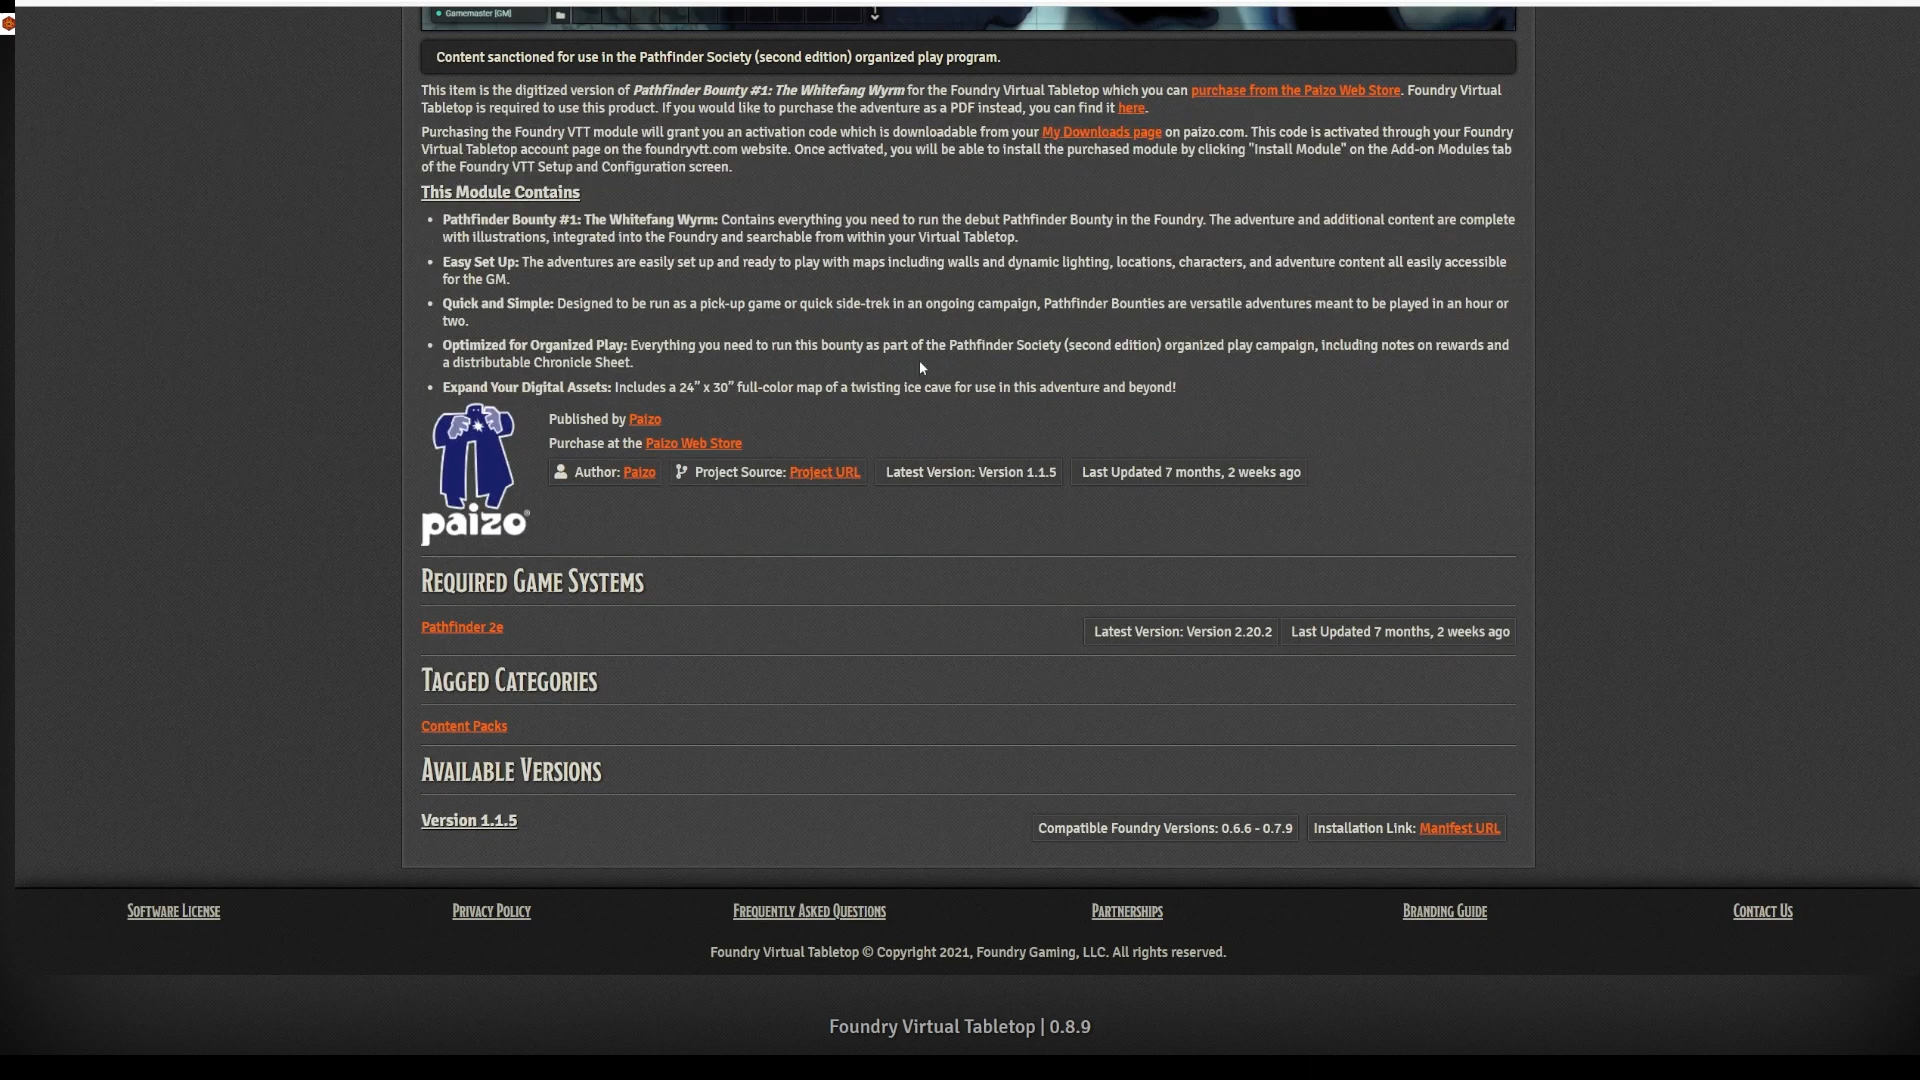 Gamemaster [GM]
Content sanctioned for use in the Pathfinder Society (second edition) organized play program.
This item is the digitized version of Pathfinder Bounty #1: The Whitefang Wyrm for the Foundry Virtual Tabletop which you can purchase from the Paizo Web Store. Foundry Virtual
Tabletop is required to use this product. If you would like to purchase the adventure as a PDF instead, you can find it here.
Purchasing the Foundry VTT module will grant you an activation code which is downloadable from your My Downloads page on paizo.com. This code is activated through your Foundry
Virtual Tabletop account page on the foundryvtt.com website. Once activated, you will be able to install the purchased module by clicking "Install Module" on the Add-on Modules tab
of the Foundry VTT Setup and Configuration screen.
This Module Contains
• Pathfinder Bounty #1: The Whitefang Wyrm: Contains everything you need to run the debut Pathfinder Bounty in the Foundry. The adventure and additional content are complete
with illustrations, integrated into the Foundry and searchable from within your Virtual Tabletop.
• Easy Set Up: The adventures are easily set up and ready to play with maps including walls and dynamic lighting, locations, characters, and adventure content all easily accessible
for the GM.
• Quick and Simple: Designed to be run as a pick-up game or quick side-trek in an ongoing campaign, Pathfinder Bounties are versatile adventures meant to be played in an hour or
two.
• Optimized for Organized Play: Everything you need to run this bounty as part of the Pathfinder Society (second edition) organized play campaign, including notes on rewards and
a distributable Chronicle Sheet.
• Expand Your Digital Assets: Includes a 24” x 30” full-color map of a twisting ice cave for use in this adventure and beyond!
Published by Paizo
Purchase at the Paizo Web Store
Author: Paizo Project Source: Project URL Latest Version: Version 1.1.5 Last Updated 7 months, 2 weeks ago
paizo®
Required Game Systems
Pathfinder 2e Latest Version: Version 2.20.2 Last Updated 7 months, 2 weeks ago
Tagged Categories
Content Packs
Available Versions
Version 1.1.5 Compatible Foundry Versions: 0.6.6 - 0.7.9 Installation Link: Manifest URL
Software License Privacy Policy Frequently Asked Questions Partnerships Branding Guide Contact Us
Foundry Virtual Tabletop © Copyright 2021, Foundry Gaming, LLC. All rights reserved.
Foundry Virtual Tabletop | 0.8.9